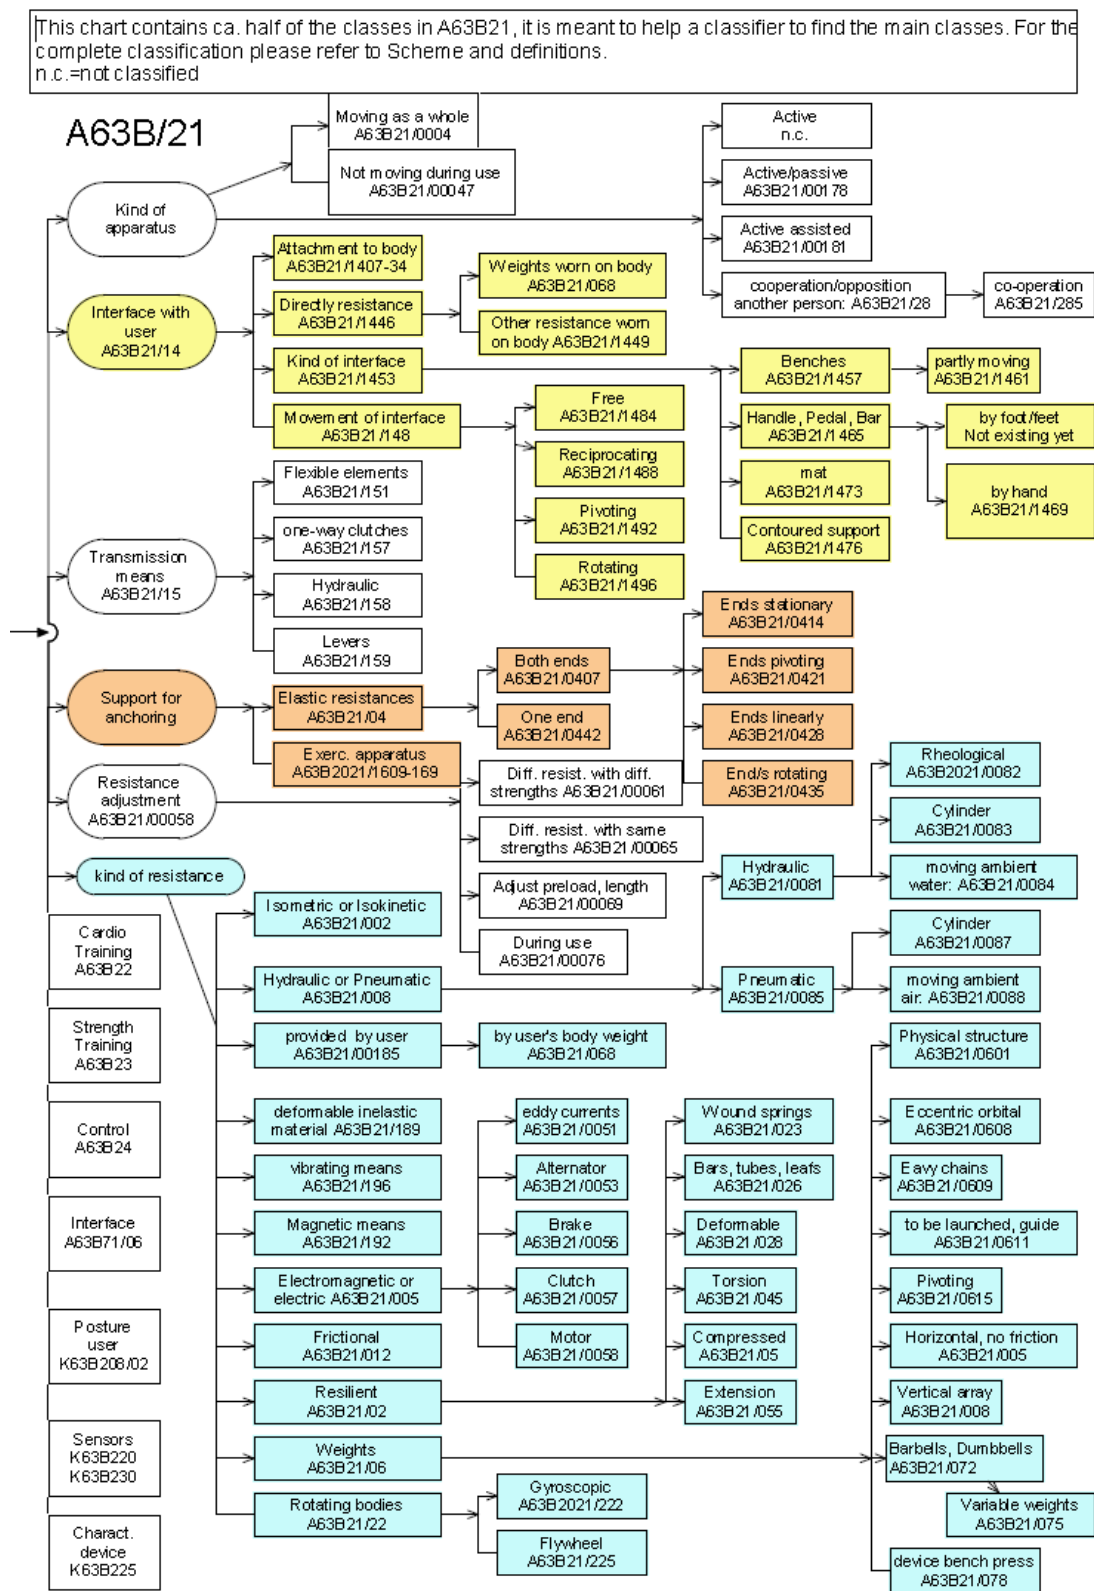 This chart contains ca. half of the classes in A63B21, it is meant to help a classifier to find the main classes. For the
complete classification please refer to Scheme and definitions.
n.c.=not classified
A63B/21
Moving as a whole
A63B21/0004
Not moving during use
A63B21/00047
Kind of
apparatus
Active
n.c.
Active/passive
A63B21/00178
Active assisted
A63B21/00181
cooperation/opposition
another person: A63B21/28
co-operation
A63B21/285
Interface with
user
A63B21/14
Attachment to body
A63B21/1407-34
Directly resistance
A63B21/1446
Weights worn on body
A63B21/068
Other resistance worn
on body A63B21/1449
Kind of interface
A63B21/1453
Benches
A63B21/1457
partly moving
A63B21/1461
Handle, Pedal, Bar
A63B21/1465
by foot/feet
Not existing yet
by hand
A63B21/1469
mat
A63B21/1473
Contoured support
A63B21/1476
Movement of interface
A63B21/148
Free
A63B21/1484
Reciprocating
A63B21/1488
Pivoting
A63B21/1492
Rotating
A63B21/1496
Transmission
means
A63B21/15
Flexible elements
A63B21/151
one-way clutches
A63B21/157
Hydraulic
A63B21/158
Levers
A63B21/159
Support for
anchoring
Elastic resistances
A63B21/04
Both ends
A63B21/0407
One end
A63B21/0442
Ends stationary
A63B21/0414
Ends pivoting
A63B21/0421
Ends linearly
A63B21/0428
End/s rotating
A63B21/0435
Exerc. apparatus
A63B2021/1609-169
Resistance
adjustment
A63B21/00058
Diff. resist. with diff.
strengths A63B21/00061
Diff. resist. with same
strengths A63B21/00065
Adjust preload, length
A63B21/00069
During use
A63B21/00076
kind of resistance
Isometric or Isokinetic
A63B21/002
Hydraulic or Pneumatic
A63B21/008
Hydraulic
A63B21/0081
Rheological
A63B2021/0082
Cylinder
A63B21/0083
moving ambient
water: A63B21/0084
Pneumatic
A63B21/0085
Cylinder
A63B21/0087
moving ambient
air: A63B21/0088
provided by user
A63B21/00185
by user's body weight
A63B21/068
deformable inelastic
material A63B21/189
vibrating means
A63B21/196
Magnetic means
A63B21/192
Electromagnetic or
electric A63B21/005
eddy currents
A63B21/0051
Alternator
A63B21/0053
Brake
A63B21/0056
Clutch
A63B21/0057
Motor
A63B21/0058
Frictional
A63B21/012
Resilient
A63B21/02
Wound springs
A63B21/023
Bars, tubes, leafs
A63B21/026
Deformable
A63B21/028
Torsion
A63B21/045
Compressed
A63B21/05
Extension
A63B21/055
Weights
A63B21/06
Physical structure
A63B21/0601
Eccentric orbital
A63B21/0608
Eavy chains
A63B21/0609
to be launched, guide
A63B21/0611
Pivoting
A63B21/0615
Horizontal, no friction
A63B21/005
Vertical array
A63B21/008
Barbells, Dumbbells
A63B21/072
Variable weights
A63B21/075
device bench press
A63B21/078
Rotating bodies
A63B21/22
Gyroscopic
A63B2021/222
Flywheel
A63B21/225
Cardio
Training
A63B22
Strength
Training
A63B23
Control
A63B24
Interface
A63B71/06
Posture
user
K63B208/02
Sensors
K63B220
K63B230
Charact.
device
K63B225